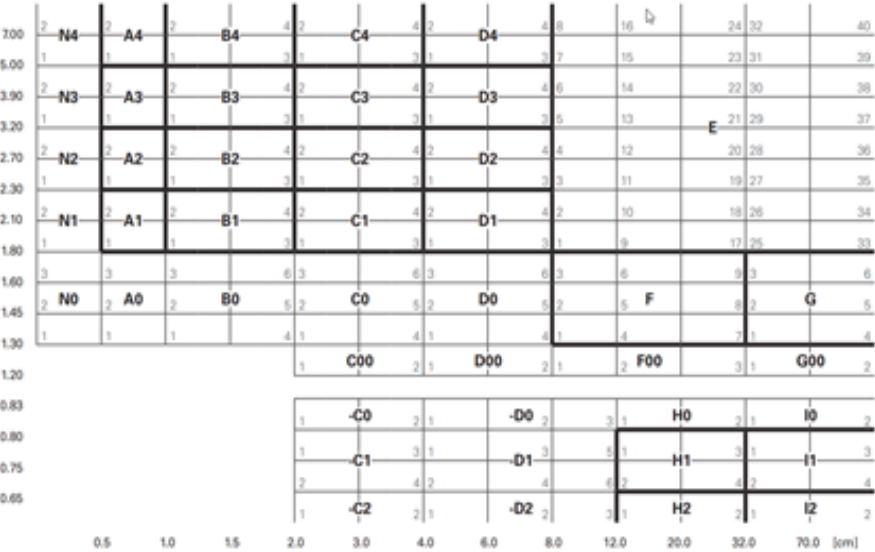 2 2 4 2 4 2 4 8 16 24 32 40
7.00 N4 A4 B4 C4 D4
1 1 1 3 1 3 1 3 7 15 23 31 39
5.00
2 2 2 4 2 4 2 4 6 14 22 30 38
3.90 N3 A3 B3 C3 D3
1 1 1 3 1 3 1 3 5 13 21 29 37
3.20 E
2 2 2 4 2 4 2 4 4 12 20 28 36
2.70 N2 A2 B2 C2 D2
1 1 1 3 1 3 1 3 3 11 19 27 35
2.30
2 2 2 4 2 4 2 4 2 10 18 26 34
2.10 N1 A1 B1 C1 D1
1 1 1 3 1 3 1 3 1 9 17 25 33
1.80
3 3 3 6 3 6 3 6 3 6 9 3 6
1.60
2 N0 2 A0 2 B0 5 2 C0 5 2 D0 5 2 5 F 8 2 G 5
1.45
1 1 1 4 1 4 1 4 1 4 7 1 4
1.30
1 C00 2 1 D00 2 1 2 F00 3 1 G00 2
1.20
0.83
1 -C0 2 1 -D0 2 3 1 H0 2 1 I0 2
0.80
1 3 1 3 5 1 3 1 3
0.75 -C1 -D1 H1 I1
2 4 2 4 6 2 4 2 4
0.65
1 -C2 2 1 -D2 2 3 1 H2 2 1 I2 2
0.5 1.0 1.5 2.0 3.0 4.0 6.0 8.0 12.0 20.0 32.0 70.0 [cm]